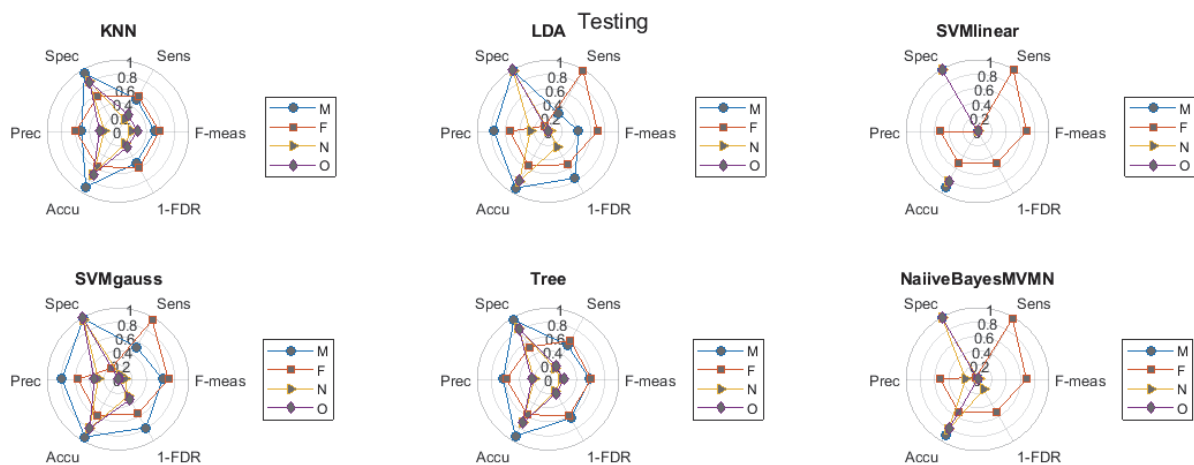 Testing
KNN
Spec
Sens
1
0.8
0.6
0.4
0.2
0
Prec
F-meas
Accu
1-FDR
M
F
N
O
LDA
Spec
Sens
1
0.8
0.6
0.4
0.2
0
Prec
F-meas
Accu
1-FDR
M
F
N
O
SVMlinear
Spec
Sens
1
0.8
0.6
0.4
0.2
0
Prec
F-meas
Accu
1-FDR
M
F
N
O
SVMgauss
Spec
Sens
1
0.8
0.6
0.4
0.2
0
Prec
F-meas
Accu
1-FDR
M
F
N
O
Tree
Spec
Sens
1
0.8
0.6
0.4
0.2
0
Prec
F-meas
Accu
1-FDR
M
F
N
O
NaiiveBayesMVMN
Spec
Sens
1
0.8
0.6
0.4
0.2
0
Prec
F-meas
Accu
1-FDR
M
F
N
O